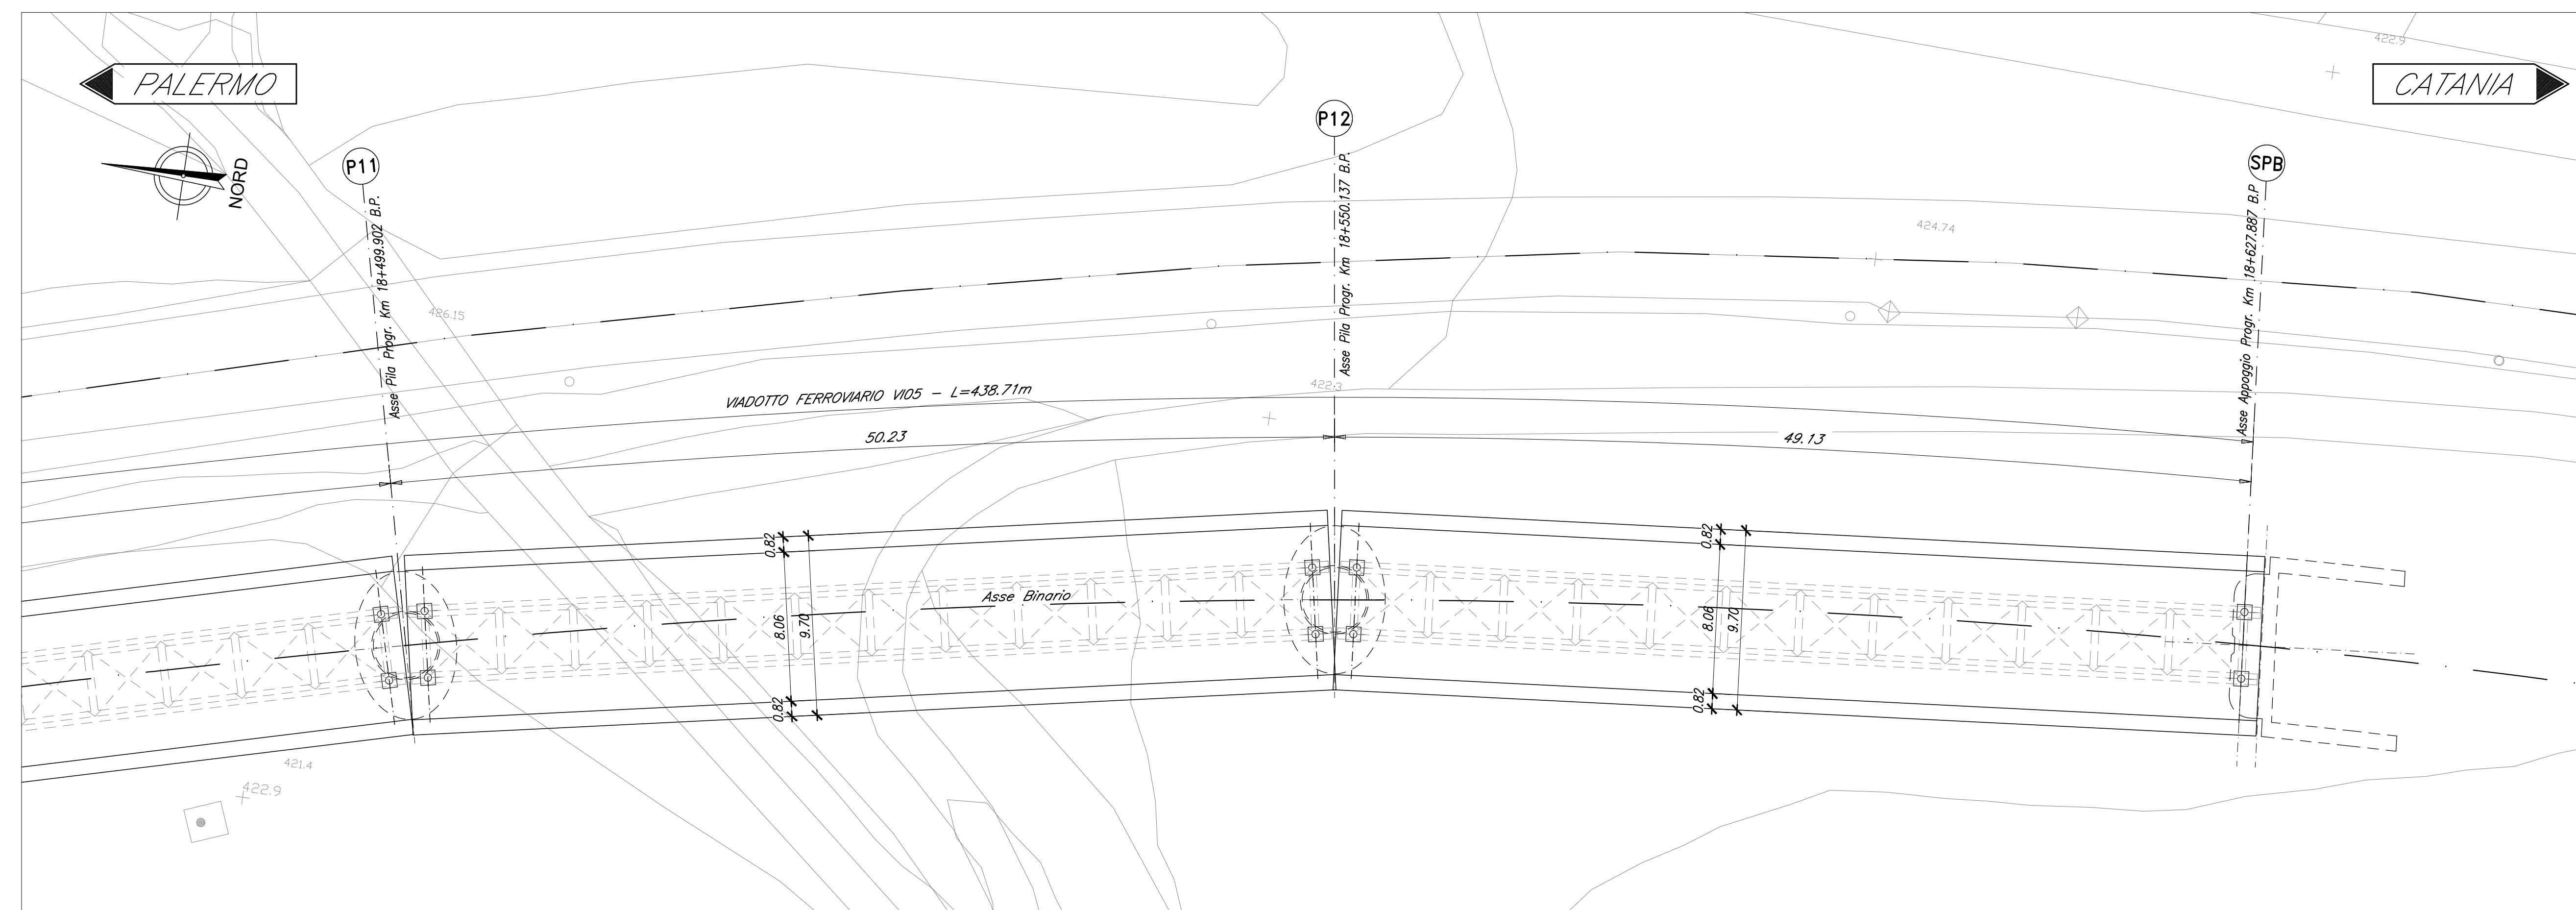 422.9
PALERMO
CATANIA
P12
P11
SPB
NORD
Asse Pila Progr. Km 18+499.902 B.P.
Asse Pila Progr. Km 18+550.137 B.P.
Asse Appoggio Progr. Km 18+627.887 B.P
424.74
426.15
422.3
VIADOTTO FERROVIARIO VI05 - L=438.71m
50.23
49.13
0.82
0.82
Asse Binario
8.06
9.70
8.06
9.70
0.82
0.82
421.4
422.9